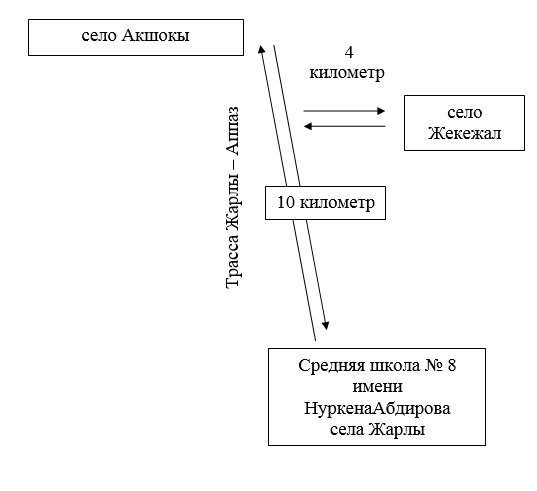 село Акшокы
4
километр
село
Жекежал
Трасса Жарлы – Аппаз
10 километр
Средняя школа № 8
имени
НуркенаАбдирова
села Жарлы